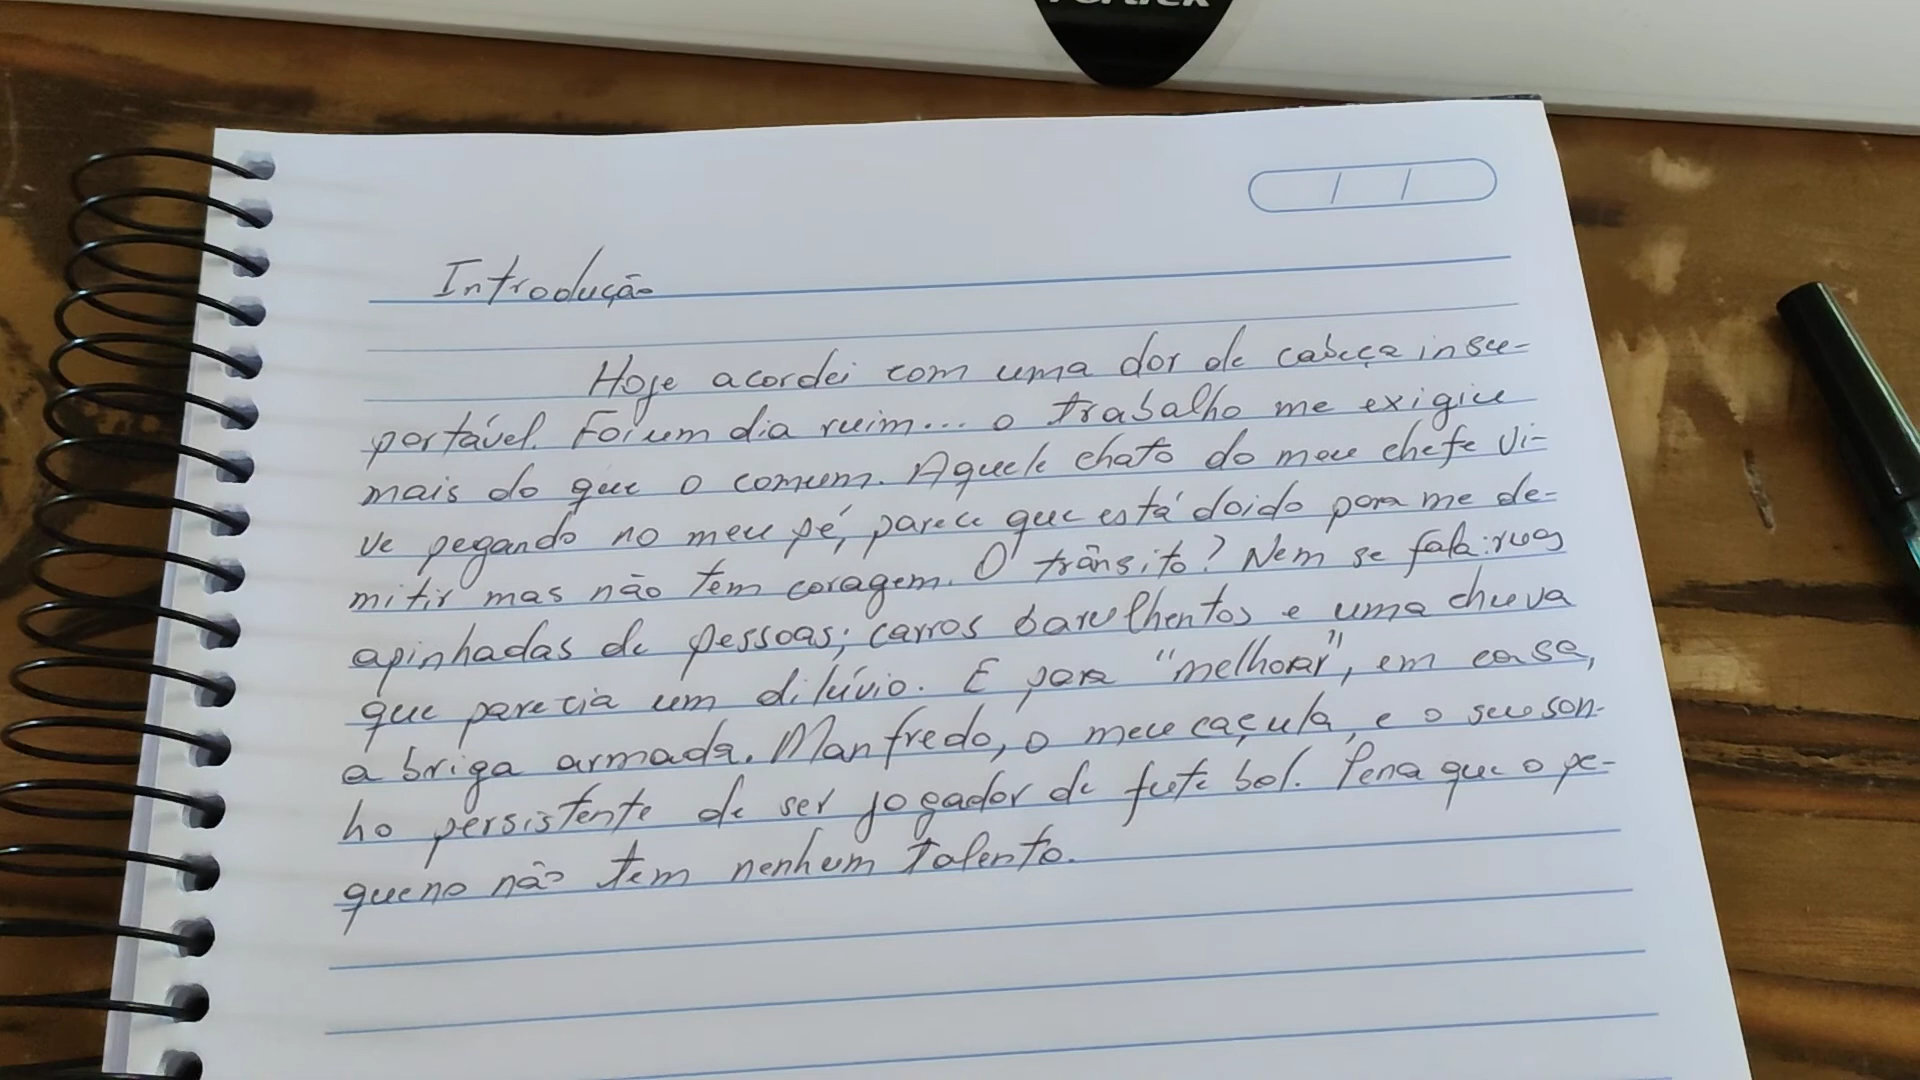 Introdução
Hoje acordei com uma dor de cabeça insu-
portável. Foi um dia ruim... o trabalho me exigiu
mais do que o comum. Aquele chato do meu chefe vi-
ve pegando no meu pé, parece que está doido para me de-
mitir mas não tem coragem. O trânsito? Nem se fala: ruas
apinhadas de pessoas; carros barulhentos e uma chuva
que parecia um dilúvio. E para "melhorar", em casa,
a briga armada. Manfredo, o meu caçula, e o seu son-
ho persistente de ser jogador de futebol. Pena que o pe-
queno não tem nenhum talento.